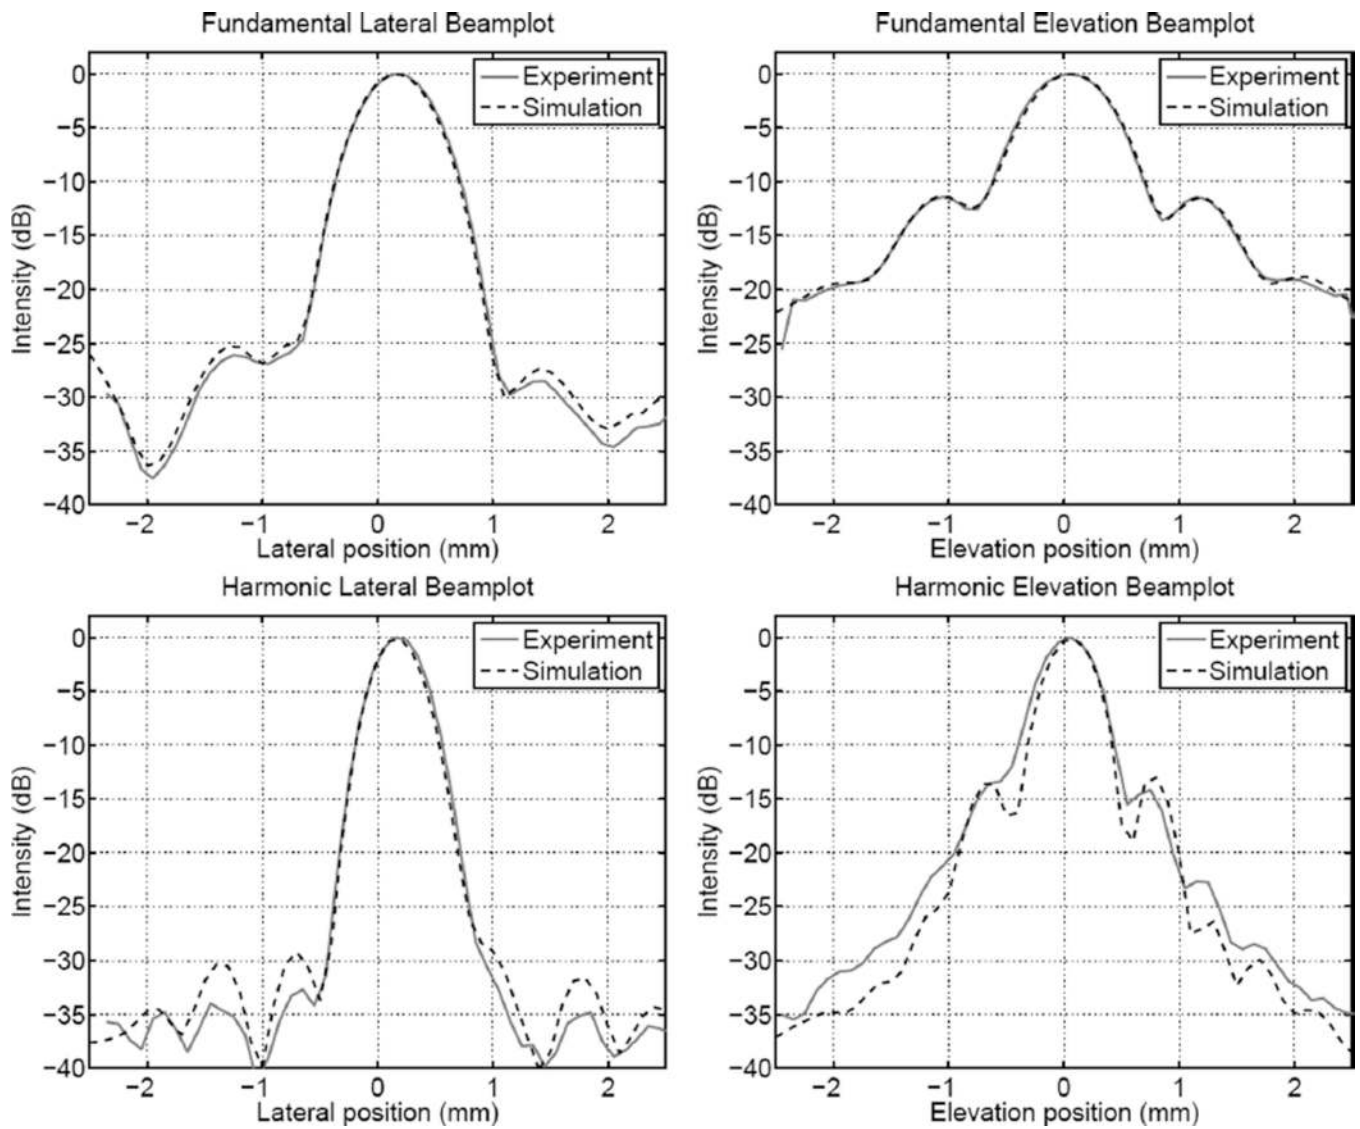 Fundamental Lateral Beamplot
0
−5
−10
−15
−20
−25
−30
−35
−40
Intensity (dB)
Experiment
Simulation
−2 −1 0 1 2
Lateral position (mm)
Fundamental Elevation Beamplot
0
−5
−10
−15
−20
−25
−30
−35
−40
Intensity (dB)
Experiment
Simulation
−2 −1 0 1 2
Elevation position (mm)
Harmonic Lateral Beamplot
0
−5
−10
−15
−20
−25
−30
−35
−40
Intensity (dB)
Experiment
Simulation
−2 −1 0 1 2
Lateral position (mm)
Harmonic Elevation Beamplot
0
−5
−10
−15
−20
−25
−30
−35
−40
Intensity (dB)
Experiment
Simulation
−2 −1 0 1 2
Elevation position (mm)